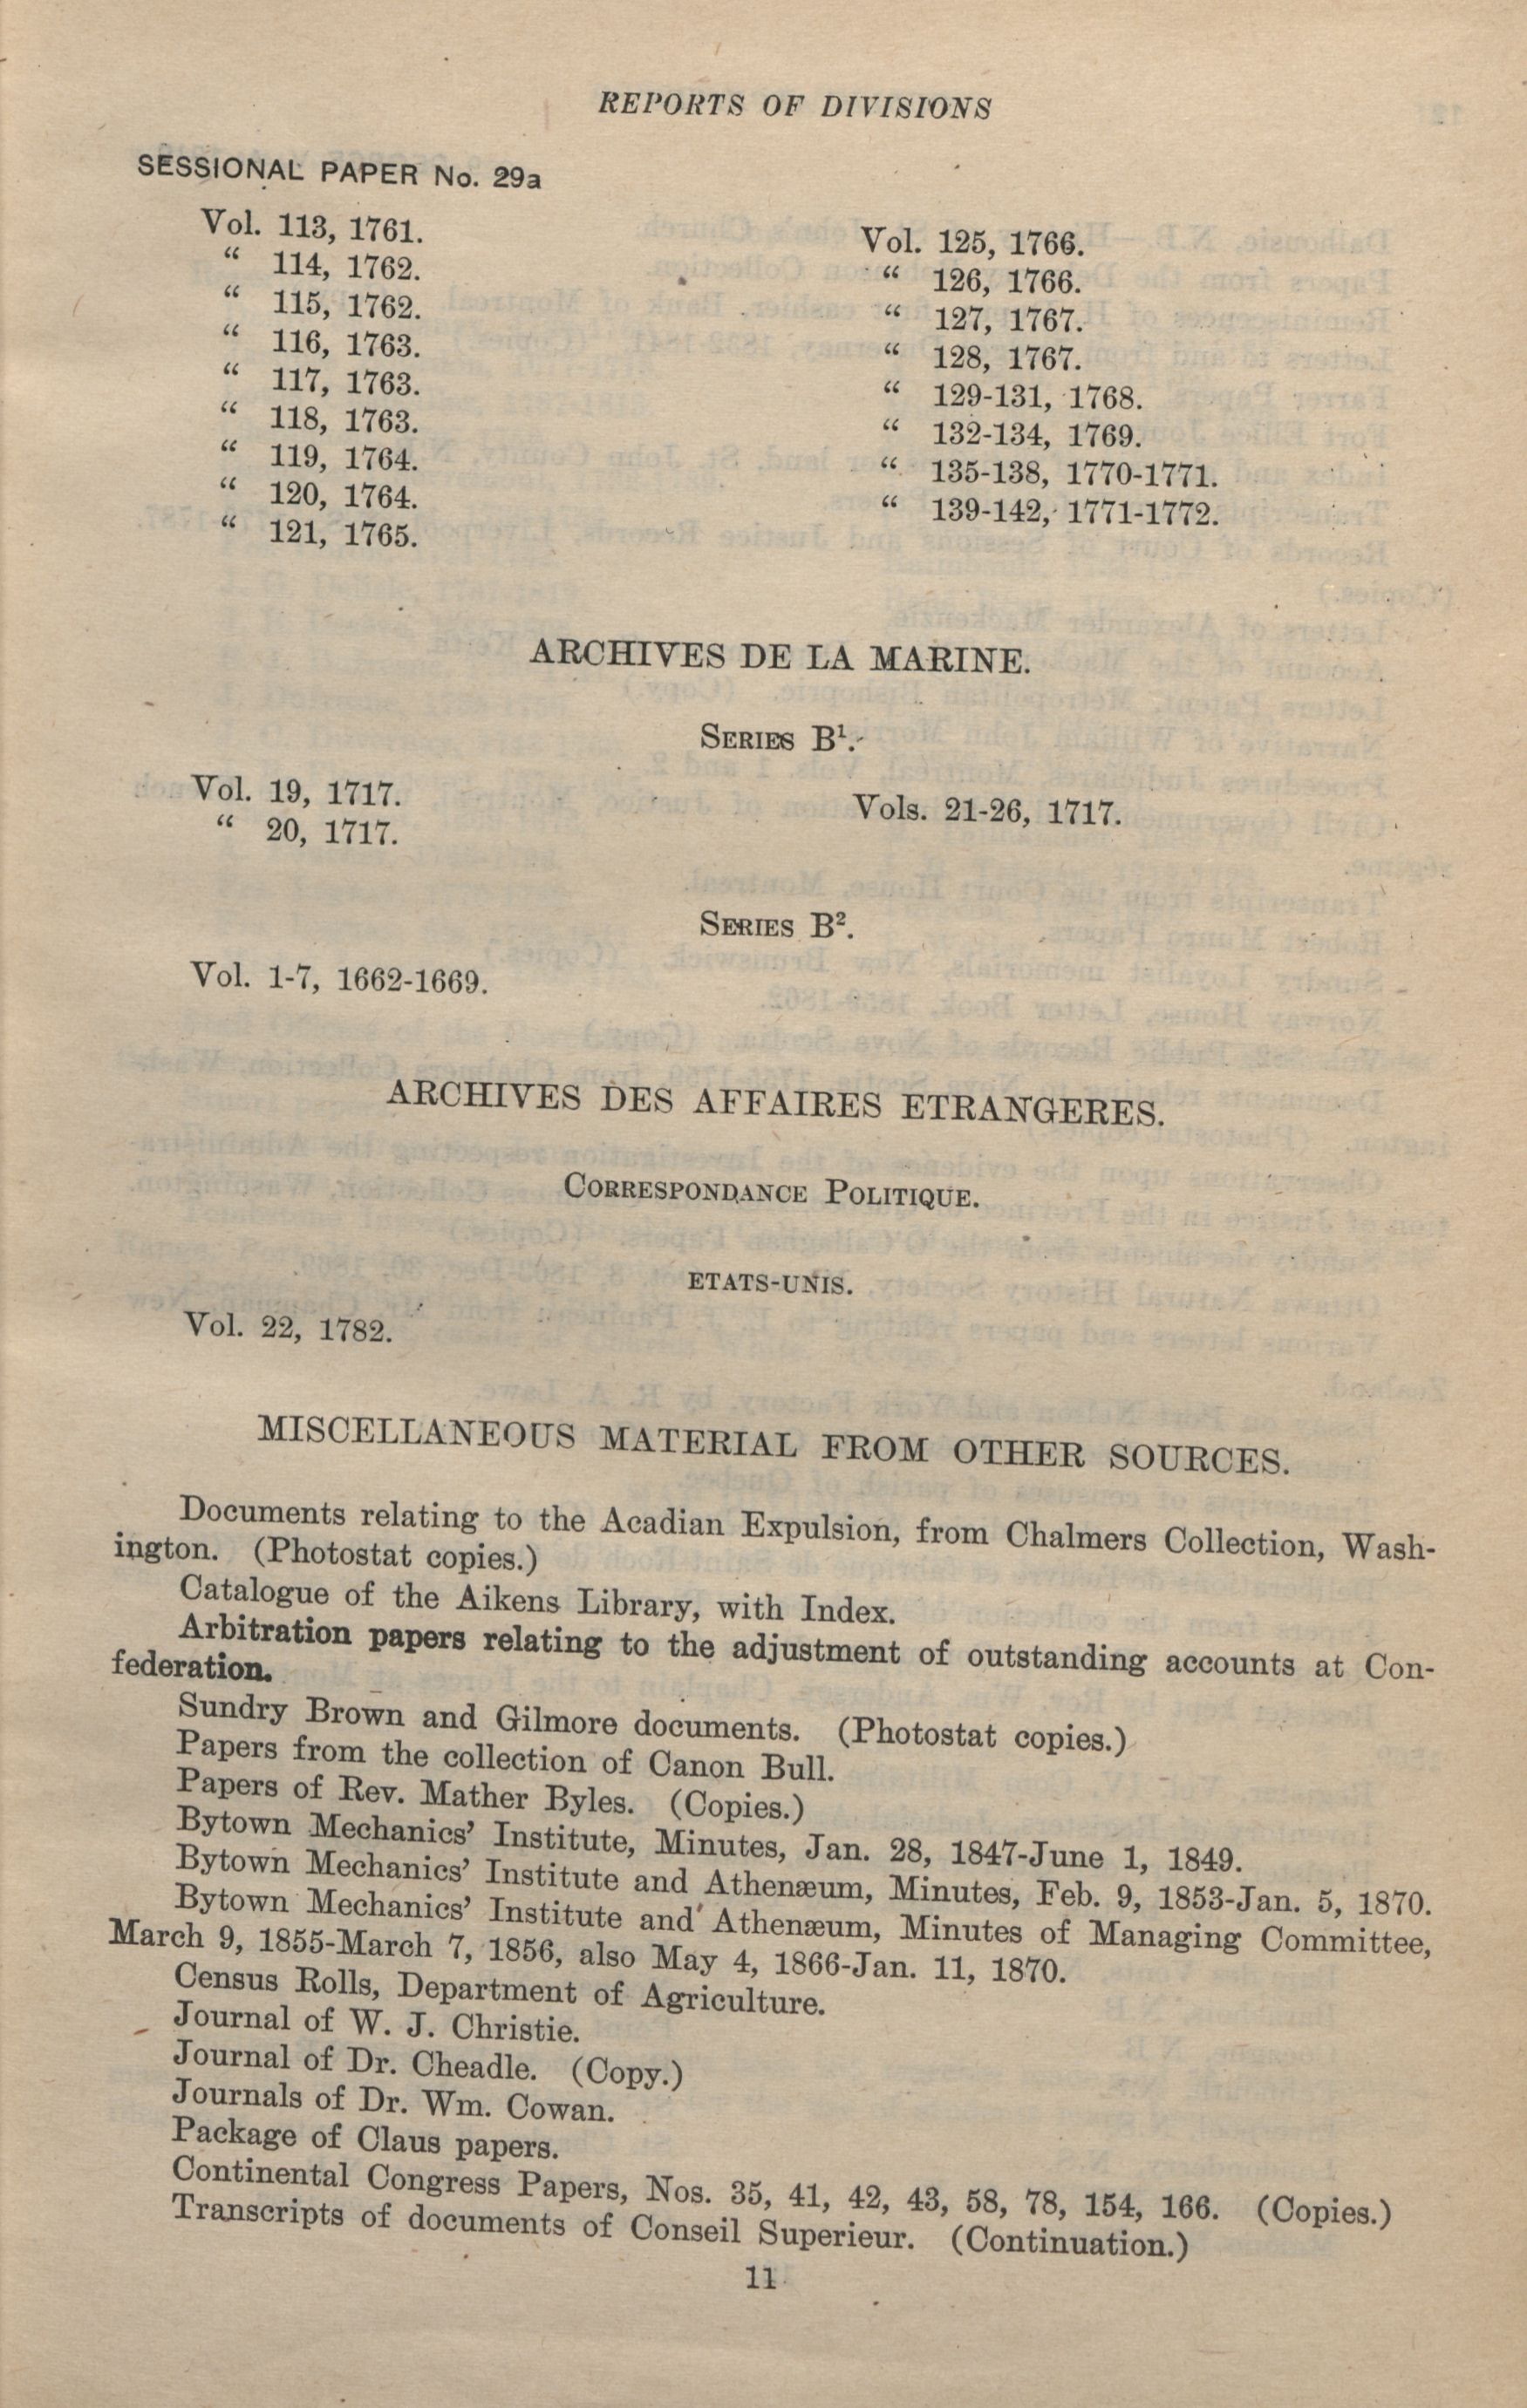 REPORTS OF DIVISIONS
SESSIONAL PAPER No. 29a
Vol. 113, 1761.
“ 114, 1762.
“ 115, 1762.
“ 116, 1763.
“ 117, 1763.
“ 118, 1763.
“ 119, 1764.
“ 120, 1764.
“ 121, 1765.
Vol. 125, 1766.
“ 126, 1766.
“ 127, 1767.
“ 128, 1767.
“ 129-131, 1768.
“ 132-134, 1769.
“ 135-138, 1770-1771.
“ 139-142, 1771-1772.
ARCHIVES DE LA MARINE.
SERIES B¹.
Vol. 19, 1717.
“ 20, 1717.
Vols. 21-26, 1717.
SERIES B².
Vol. 1-7, 1662-1669.
ARCHIVES DES AFFAIRES ETRANGERES.
CORRESPONDANCE POLITIQUE.
ETATS-UNIS.
Vol. 22, 1782.
MISCELLANEOUS MATERIAL FROM OTHER SOURCES.
Documents relating to the Acadian Expulsion, from Chalmers Collection, Wash-
ington. (Photostat copies.)
Catalogue of the Aikens Library, with Index.
Arbitration papers relating to the adjustment of outstanding accounts at Con-
federation.
Sundry Brown and Gilmore documents. (Photostat copies.)
Papers from the collection of Canon Bull.
Papers of Rev. Mather Byles. (Copies.)
Bytown Mechanics’ Institute, Minutes, Jan. 28, 1847-June 1, 1849.
Bytown Mechanics’ Institute and Athenæum, Minutes, Feb. 9, 1853-Jan. 5, 1870.
Bytown Mechanics’ Institute and Athenæum, Minutes of Managing Committee,
March 9, 1855-March 7, 1856, also May 4, 1866-Jan. 11, 1870.
Census Rolls, Department of Agriculture.
Journal of W. J. Christie.
Journal of Dr. Cheadle. (Copy.)
Journals of Dr. Wm. Cowan.
Package of Claus papers.
Continental Congress Papers, Nos. 35, 41, 42, 43, 58, 78, 154, 166. (Copies.)
Transcripts of documents of Conseil Superieur. (Continuation.)
11